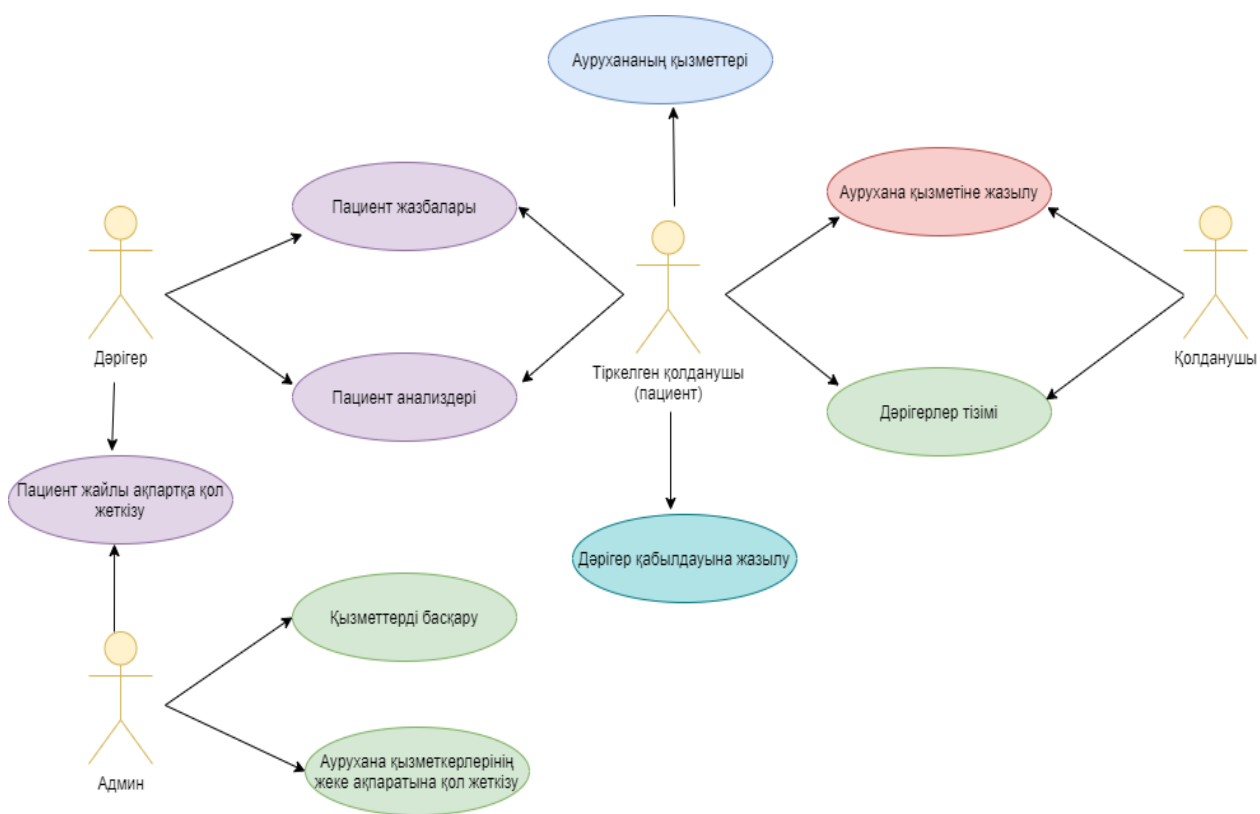 Аурухананың қызметтері
Пациент жазбалары
Аурухана қызметіне жазылу
Дәрігер
Тіркелген қолданушы
(пациент)
Қолданушы
Пациент анализдері
Дәрігерлер тізімі
Пациент жайлы ақпартқа қол
жеткізу
Дәрігер қабылдауына жазылу
Қызметтерді басқару
Админ
Аурухана қызметкерлерінің
жеке ақпаратына қол жеткізу